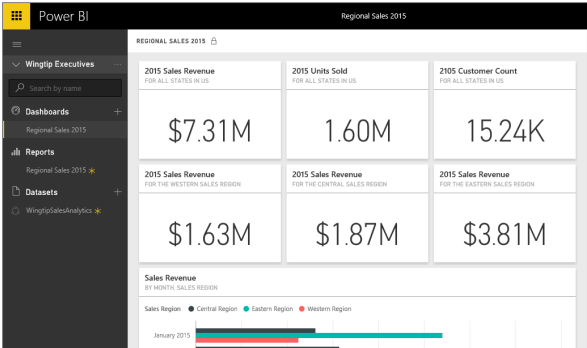 Power BI
Regional Sales 2015
REGIONAL SALES 2015
Wingtip Executives
Search by name
Dashboards
Regional Sales 2015
Reports
Regional Sales 2015
Datasets
WingtipSalesAnalytics
2015 Sales Revenue
FOR ALL STATES IN US
$7.31M
2015 Units Sold
FOR ALL STATES IN US
1.60M
2105 Customer Count
FOR ALL STATES IN US
15.24K
2015 Sales Revenue
FOR THE WESTERN SALES REGION
$1.63M
2015 Sales Revenue
FOR THE CENTRAL SALES REGION
$1.87M
2015 Sales Revenue
FOR THE EASTERN SALES REGION
$3.81M
Sales Revenue
BY MONTH, SALES REGION
Sales Region Central Region Eastern Region Western Region
January 2015